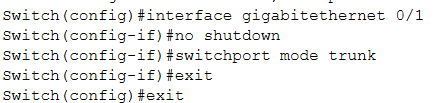 Switch(config)#interface gigabitethernet 0/1
Switch(config-if)#no shutdown
Switch(config-if)#switchport mode trunk
Switch(config-if)#exit
Switch(config)#exit